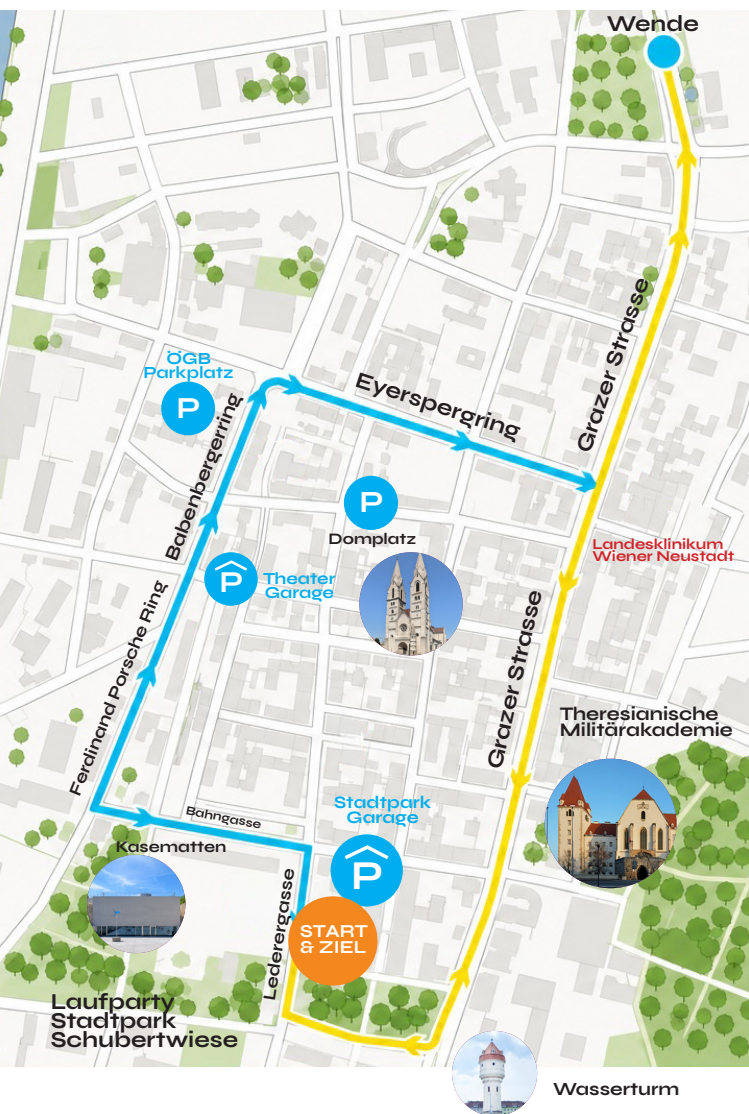 Wende
Grazer Strasse
ÖGB
Parkplatz
P
Eyerspergring
Babenbergerring
P
Domplatz
Landesklinikum
Wiener Neustadt
P
Theater
Garage
Ferdinand Porsche Ring
Grazer Strasse
Theresianische
Militärakademie
Stadtpark
Garage
P
Bahngasse
Kasematten
Lederergasse
START
& ZIEL
Laufparty
Stadtpark
Schubertwiese
Wasserturm